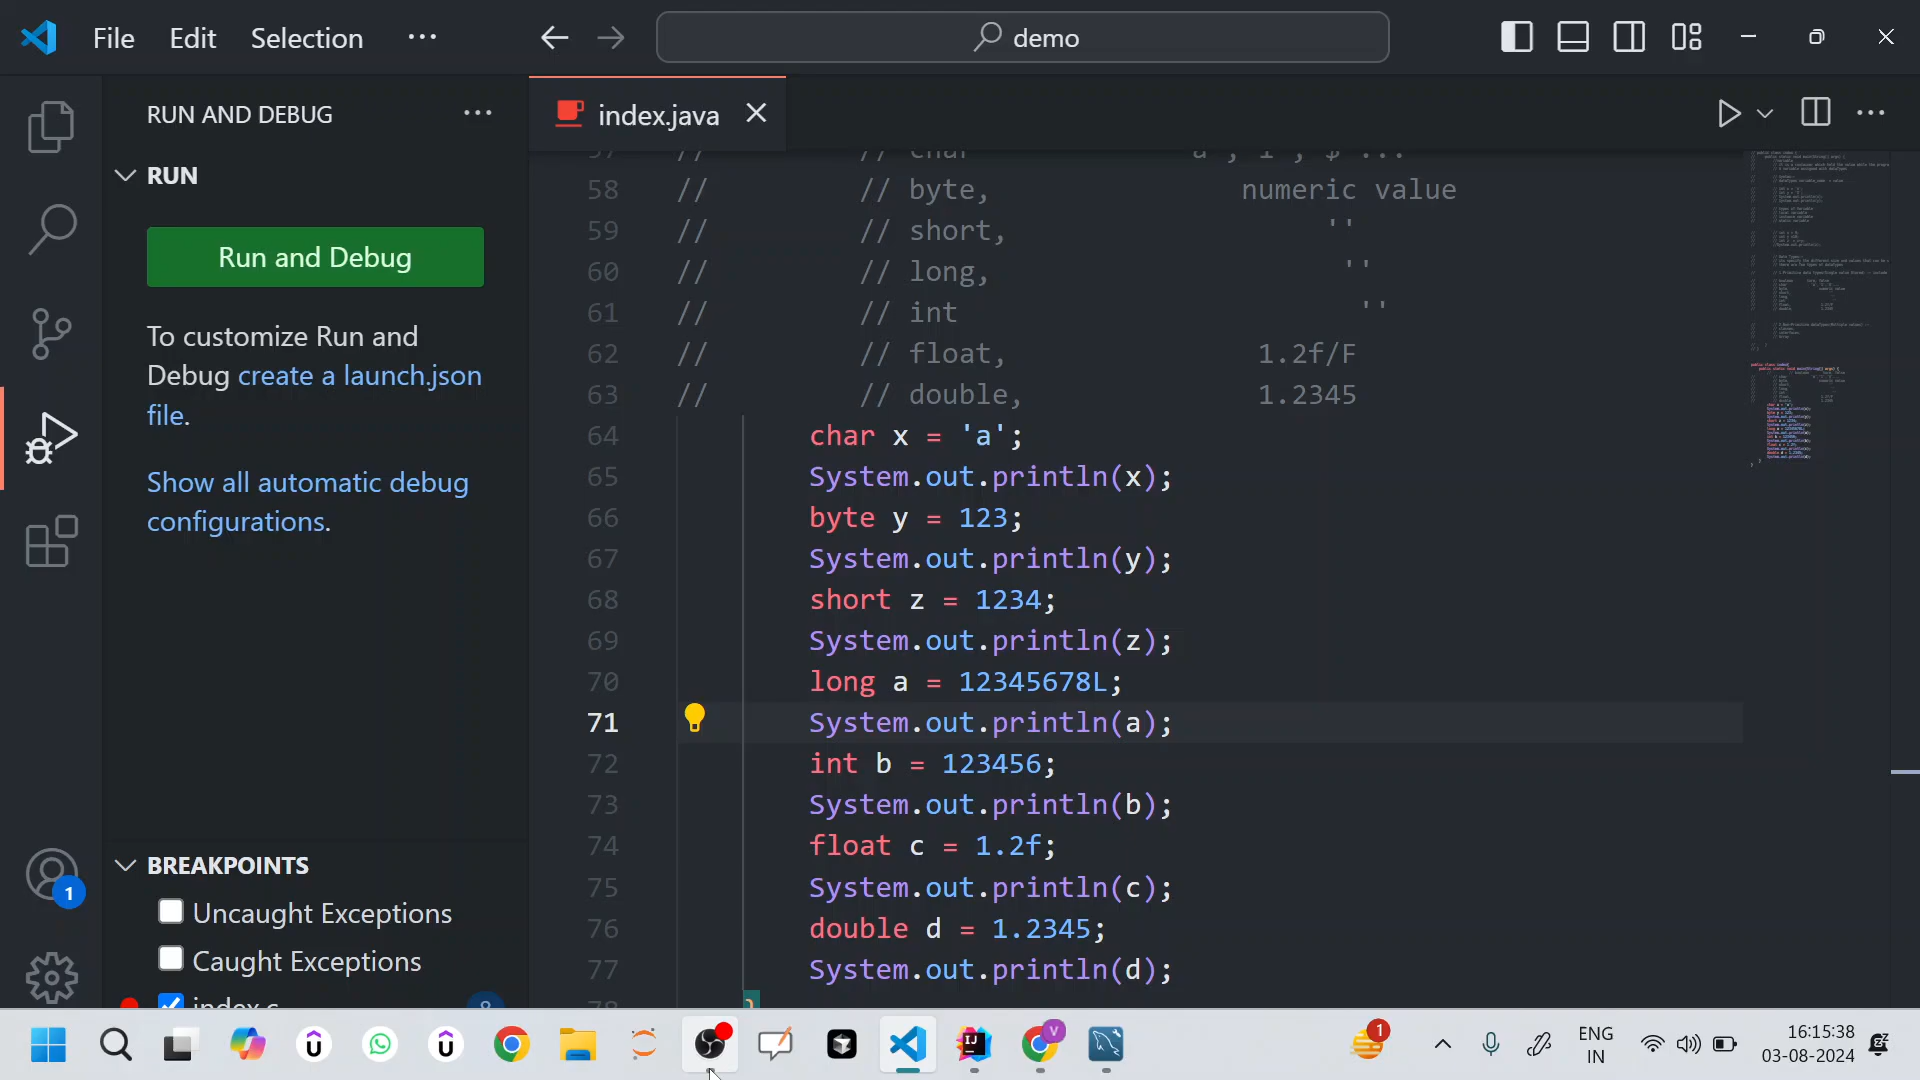 File Edit Selection ···
demo
RUN AND DEBUG ···
index.java
RUN
Run and Debug
To customize Run and
Debug create a launch.json
file.
Show all automatic debug
configurations.
58 // // byte, numeric value
59 // // short, ''
60 // // long, ''
61 // // int ''
62 // // float, 1.2f/F
63 // // double, 1.2345
64 char x = 'a';
65 System.out.println(x);
66 byte y = 123;
67 System.out.println(y);
68 short z = 1234;
69 System.out.println(z);
70 long a = 12345678L;
71 System.out.println(a);
72 int b = 123456;
73 System.out.println(b);
74 float c = 1.2f;
75 System.out.println(c);
76 double d = 1.2345;
77 System.out.println(d);
78 }
1
BREAKPOINTS
Uncaught Exceptions
Caught Exceptions
V
IJ
1
ENG
IN
16:15:38
03-08-2024